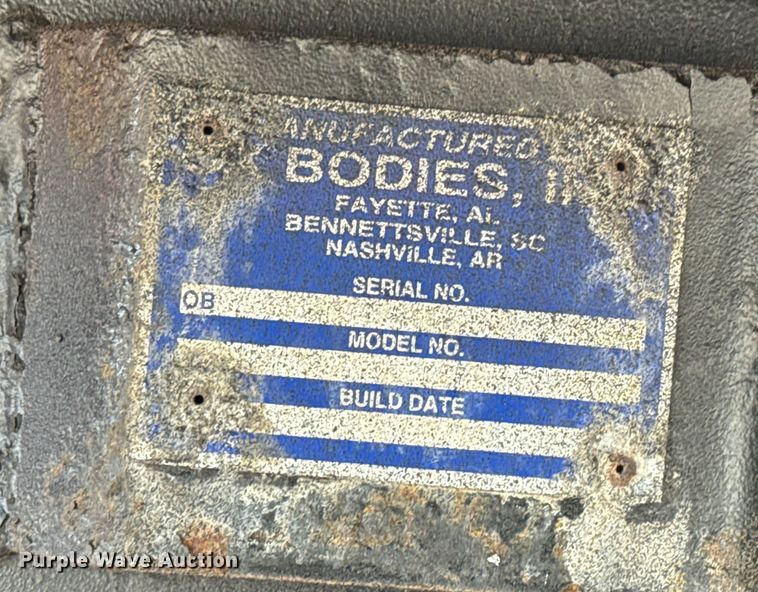 ANUFACTURED
BODIES, I
FAYETTE, AL
BENNETTSVILLE, SC
NASHVILLE, AR
SERIAL NO.
OB
MODEL NO.
BUILD DATE
Purple Wave Auction